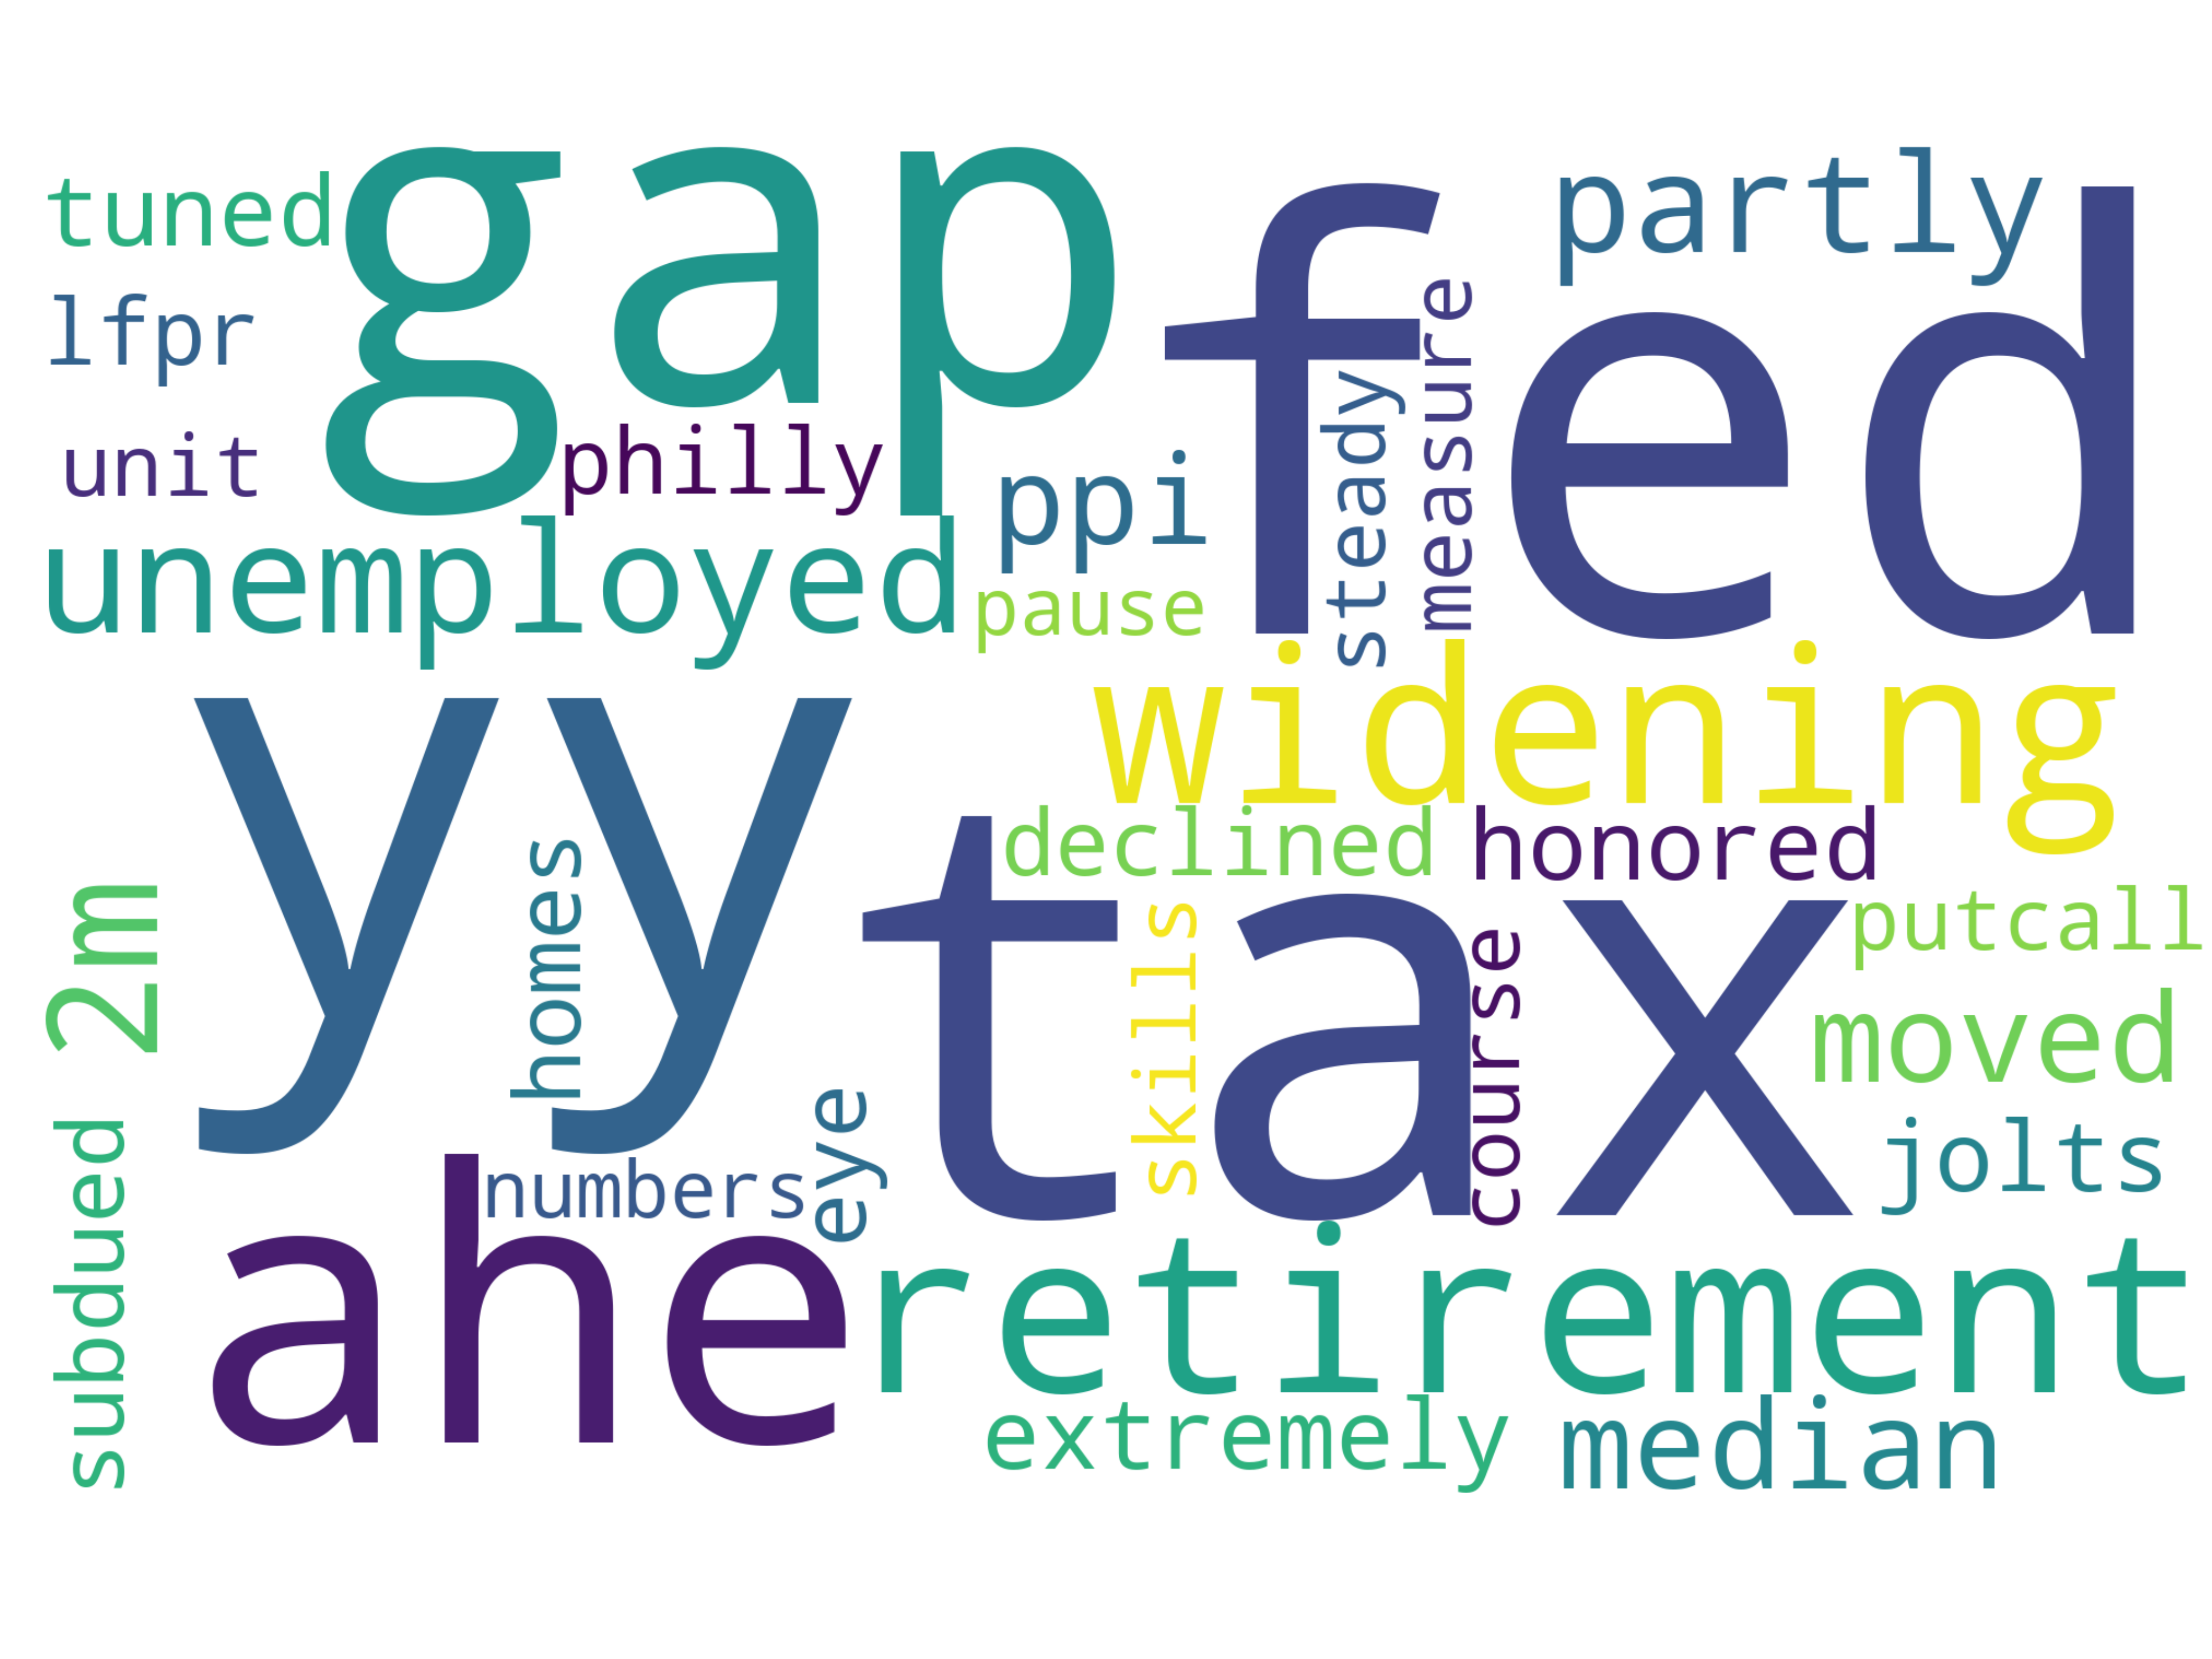 gap
fed
partly
tuned
lfpr
measure
steady
unit
philly
ppi
unemployed
pause
widening
yy
tax
declined
honored
homes
2m
skills
course
putcall
moved
eye
jolts
subdued
numbers
ahe
retirement
extremely
median